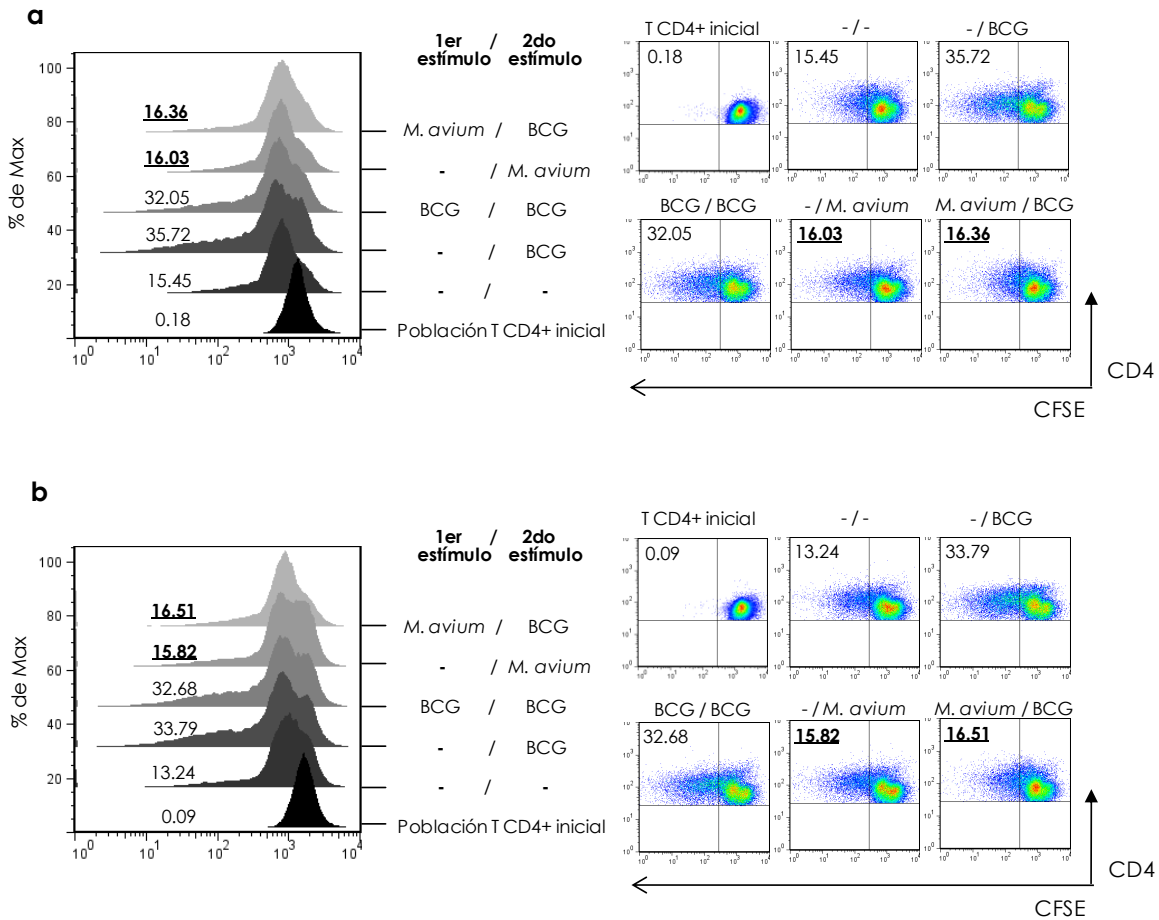 a
1er / 2do
estímulo estímulo
100
80
60
40
20
% de Max
16.36
16.03
32.05
35.72
15.45
0.18
M. avium / BCG
- / M. avium
BCG / BCG
- / BCG
- / -
Población T CD4+ inicial
10^0 10^1 10^2 10^3 10^4
T CD4+ inicial - / - - / BCG
0.18 15.45 35.72
BCG / BCG - / M. avium M. avium / BCG
32.05 16.03 16.36
CD4
CFSE
b
1er / 2do
estímulo estímulo
100
80
60
40
20
% de Max
16.51
15.82
32.68
33.79
13.24
0.09
M. avium / BCG
- / M. avium
BCG / BCG
- / BCG
- / -
Población T CD4+ inicial
10^0 10^1 10^2 10^3 10^4
T CD4+ inicial - / - - / BCG
0.09 13.24 33.79
BCG / BCG - / M. avium M. avium / BCG
32.68 15.82 16.51
CD4
CFSE